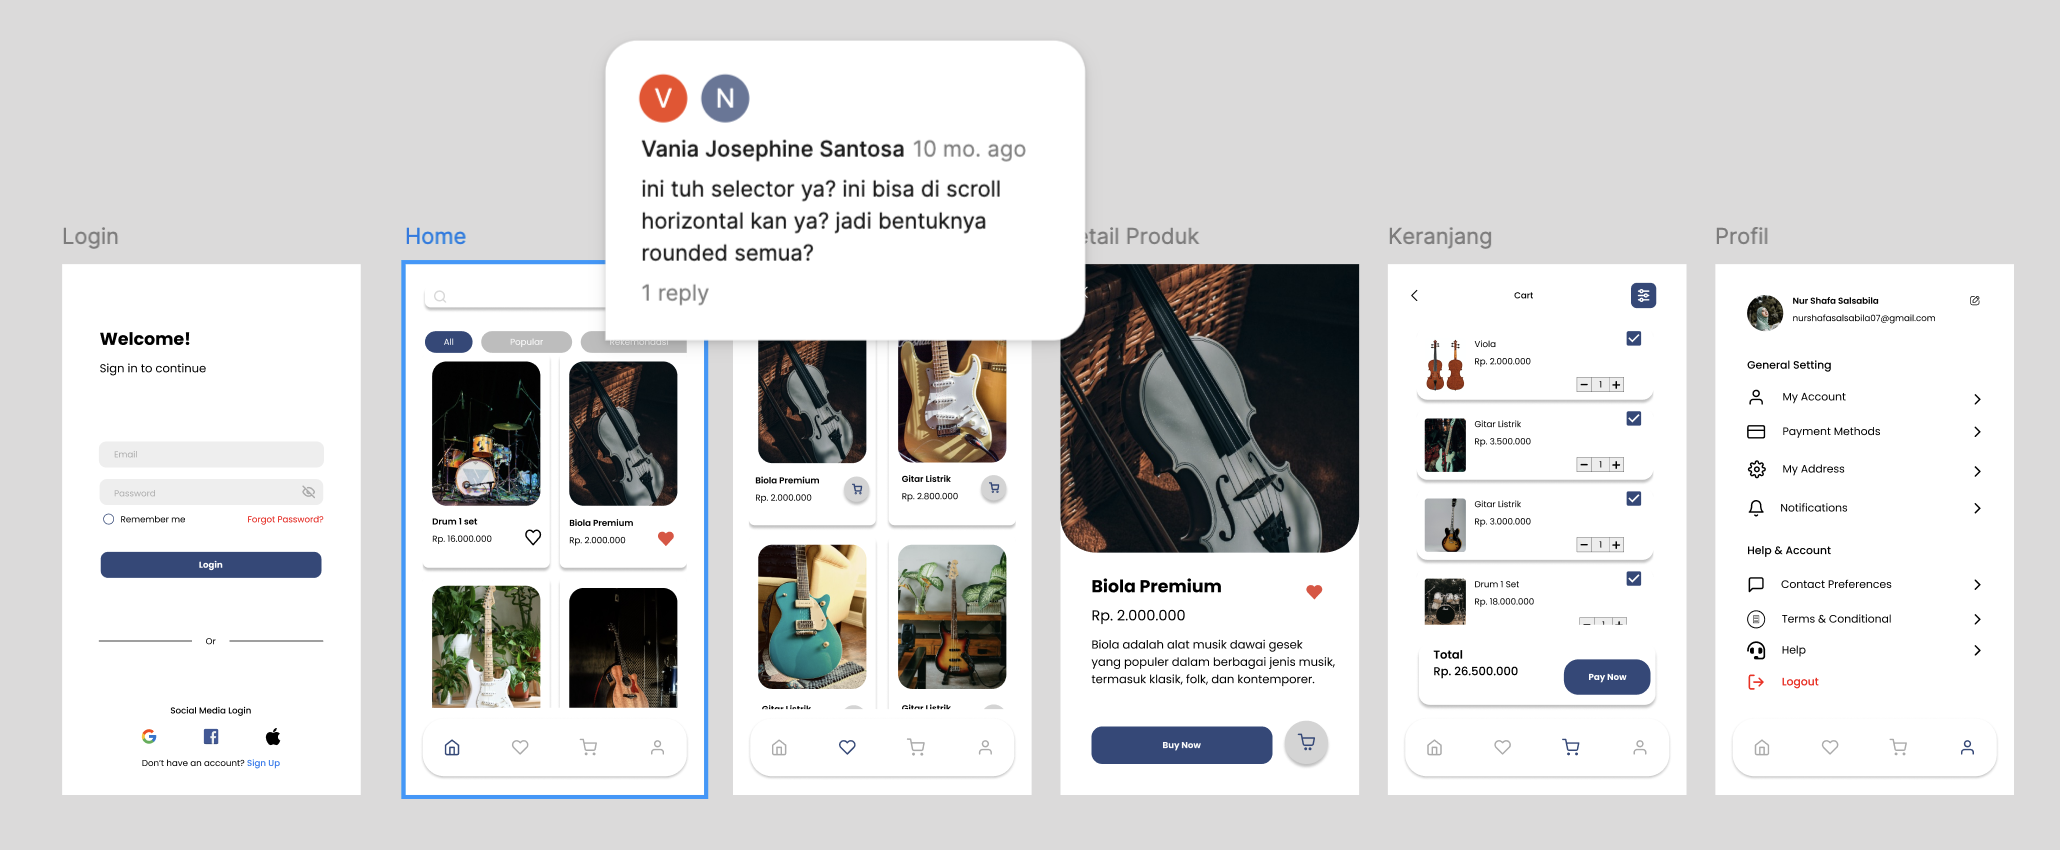 V
N
Vania Josephine Santosa 10 mo. ago
ini tuh selector ya? ini bisa di scroll
horizontal kan ya? jadi bentuknya
rounded semua?
1 reply
Login
Welcome!
Sign in to continue
Email
Password
Remember me
Forgot Password?
Login
Or
Social Media Login
Don't have an account? Sign Up
Home
All
Popular
Rekomendasi
Drum 1 set
Rp. 16.000.000
Biola Premium
Rp. 2.000.000
Biola Premium
Rp. 2.000.000
Gitar Listrik
Rp. 2.800.000
Gitar Listrik
Gitar Listrik
etail Produk
Biola Premium
Rp. 2.000.000
Biola adalah alat musik dawai gesek
yang populer dalam berbagai jenis musik,
termasuk klasik, folk, dan kontemporer.
Buy Now
Keranjang
Cart
Viola
Rp. 2.000.000
1
Gitar Listrik
Rp. 3.500.000
1
Gitar Listrik
Rp. 3.000.000
1
Drum 1 Set
Rp. 18.000.000
1
Total
Rp. 26.500.000
Pay Now
Profil
Nur Shafa Salsabila
nurshafasalsabila07@gmail.com
General Setting
My Account
Payment Methods
My Address
Notifications
Help & Account
Contact Preferences
Terms & Conditional
Help
Logout